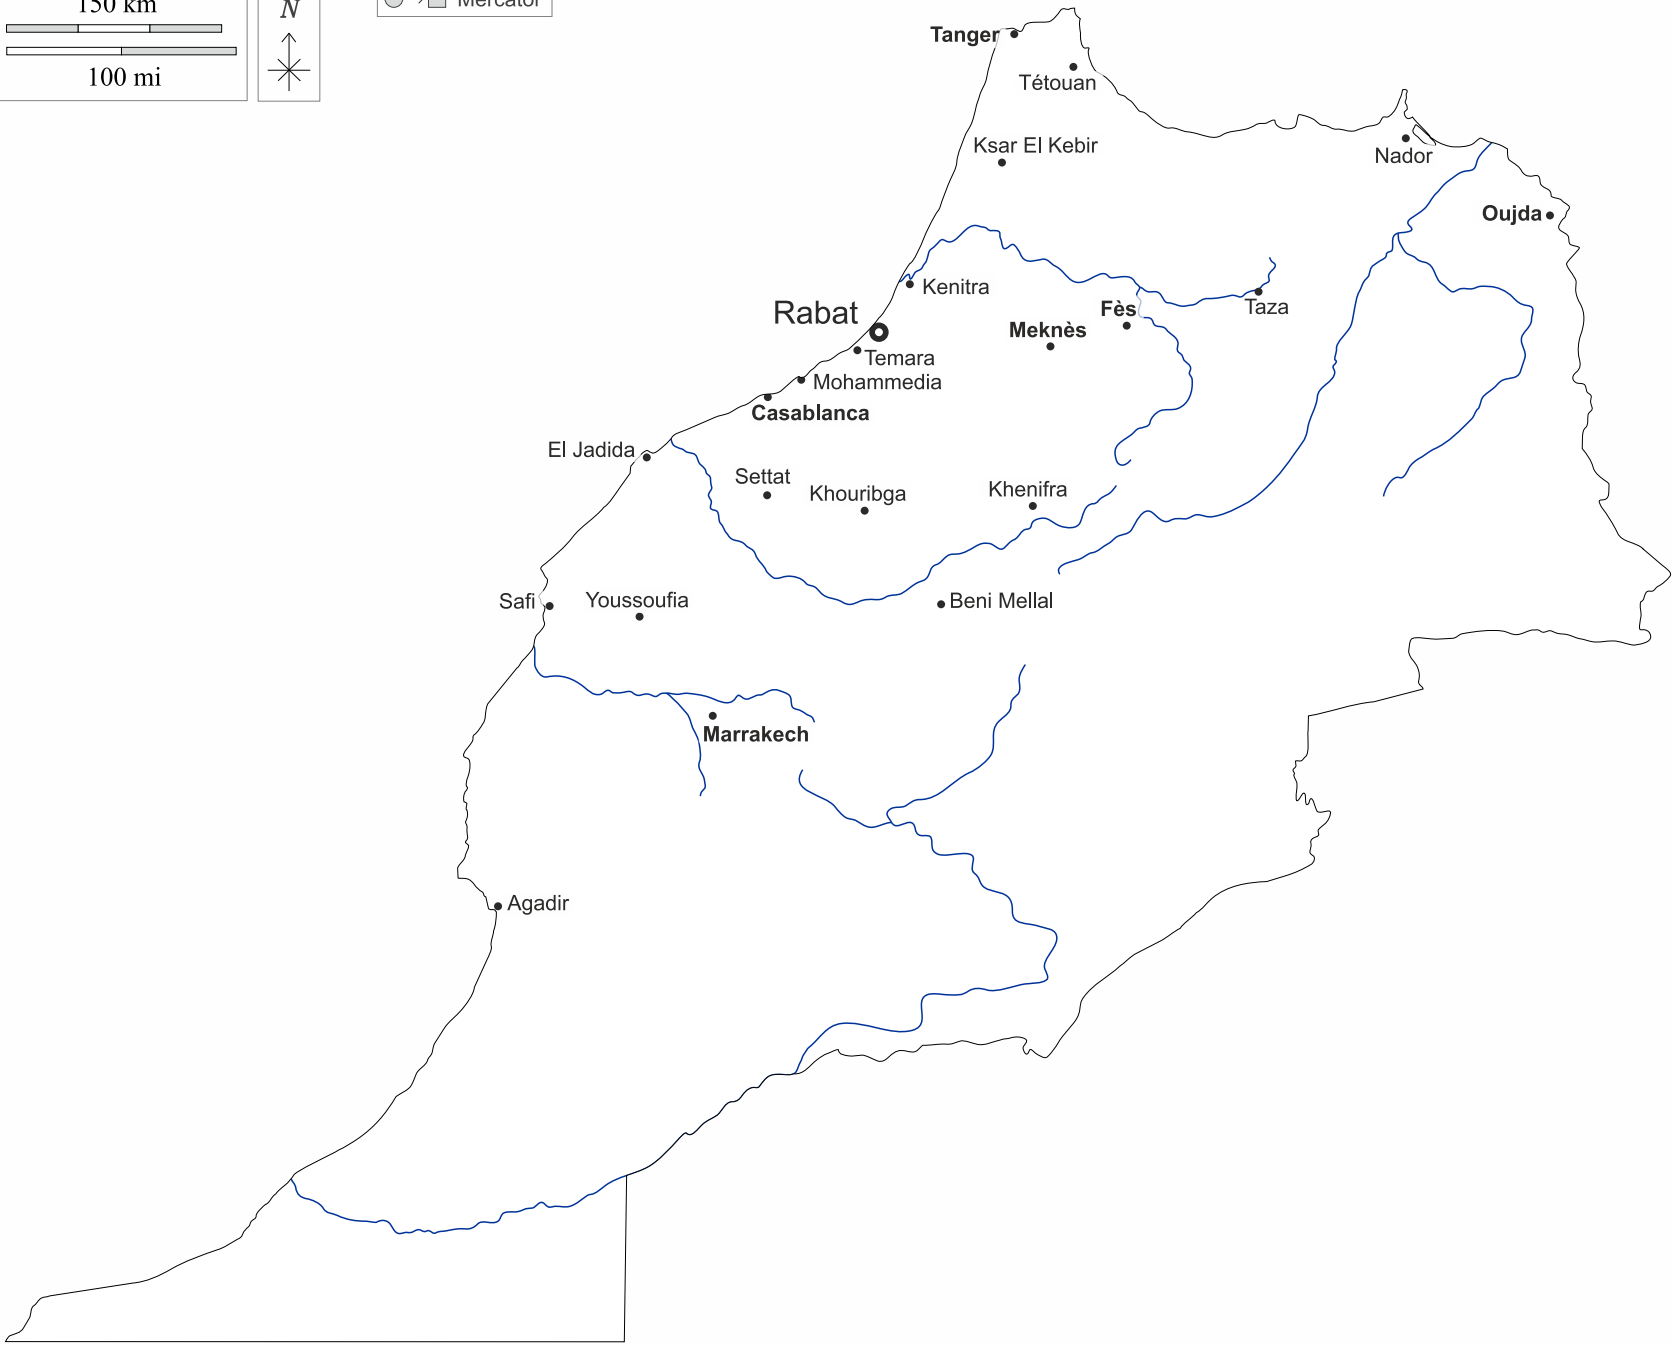 150 km
100 mi
N
Mercator
Tanger
Tétouan
Ksar El Kebir
Nador
Oujda
Kenitra
Taza
Fès
Rabat
Meknès
Temara
Mohammedia
Casablanca
El Jadida
Settat
Khouribga
Khenifra
Safi
Youssoufia
Beni Mellal
Marrakech
Agadir